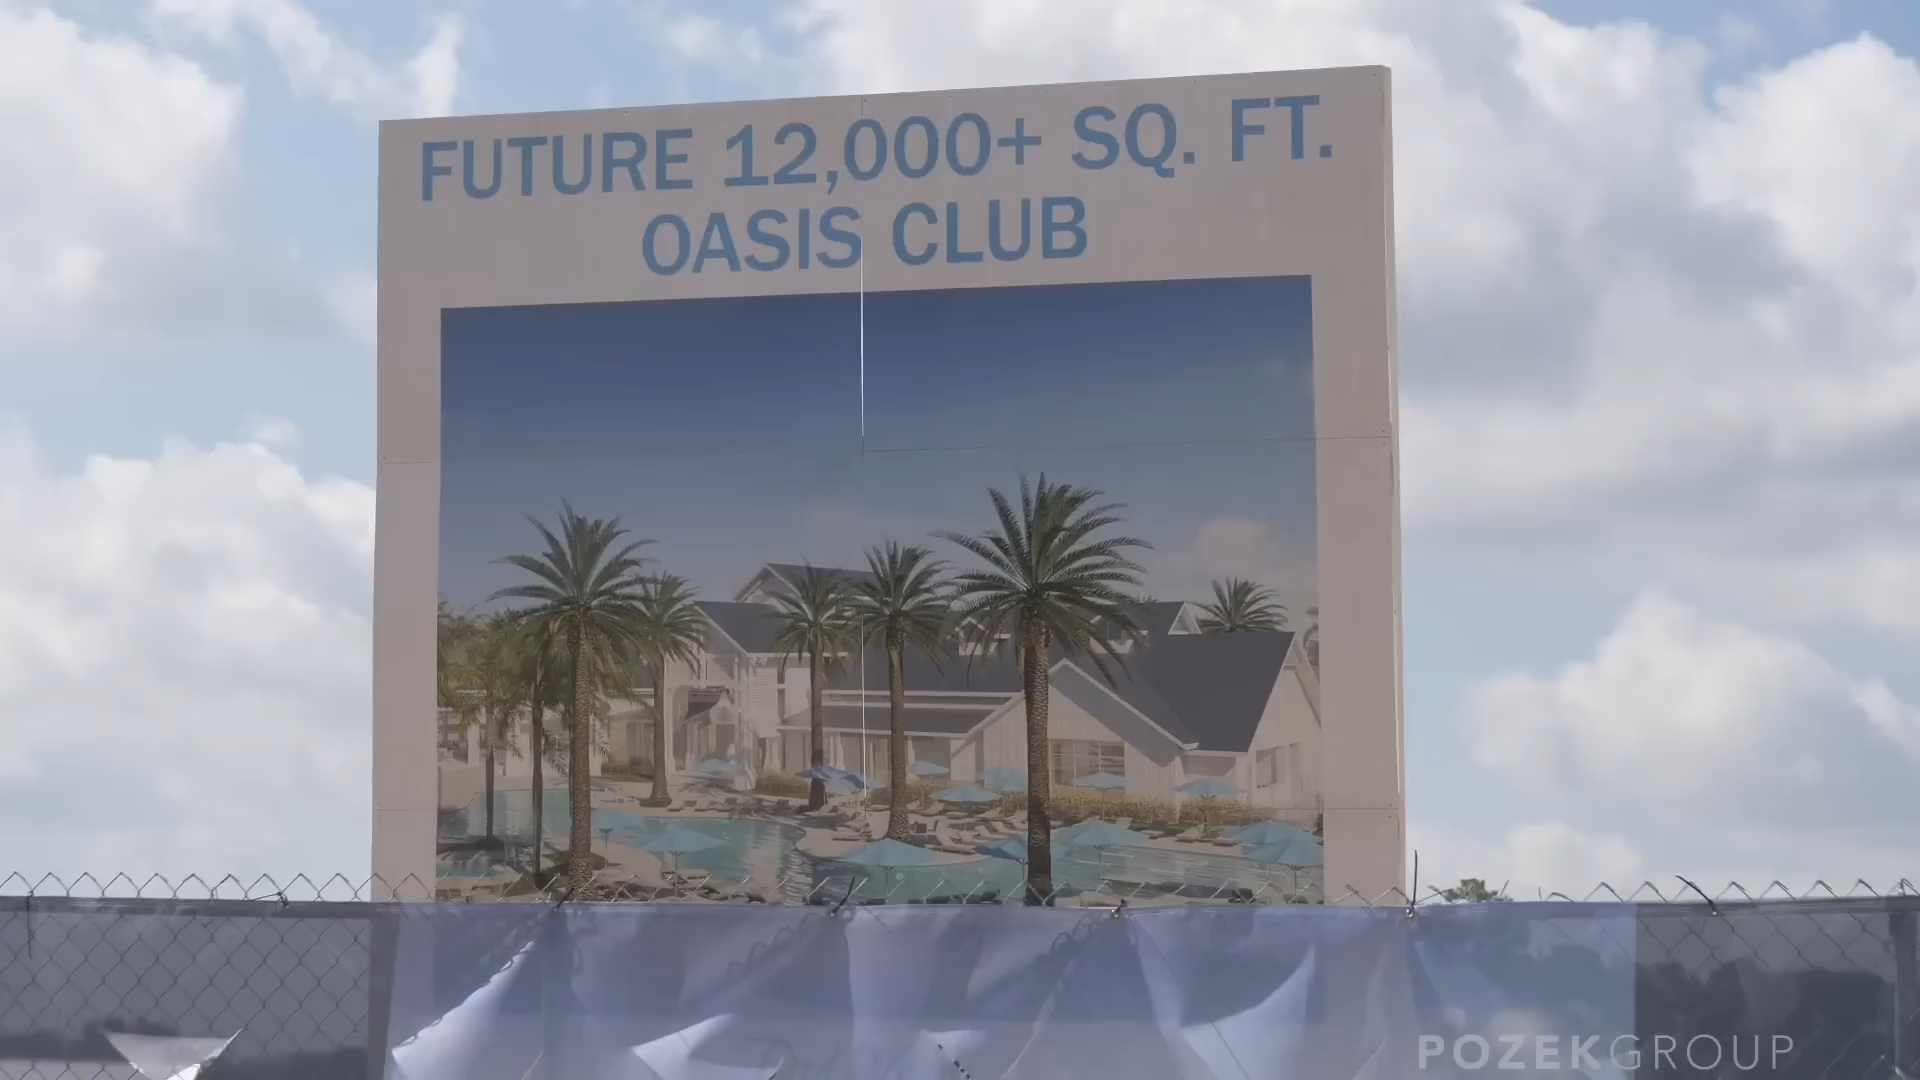 FUTURE 12,000+ SQ. FT.
OASIS CLUB
POZEKGROUP